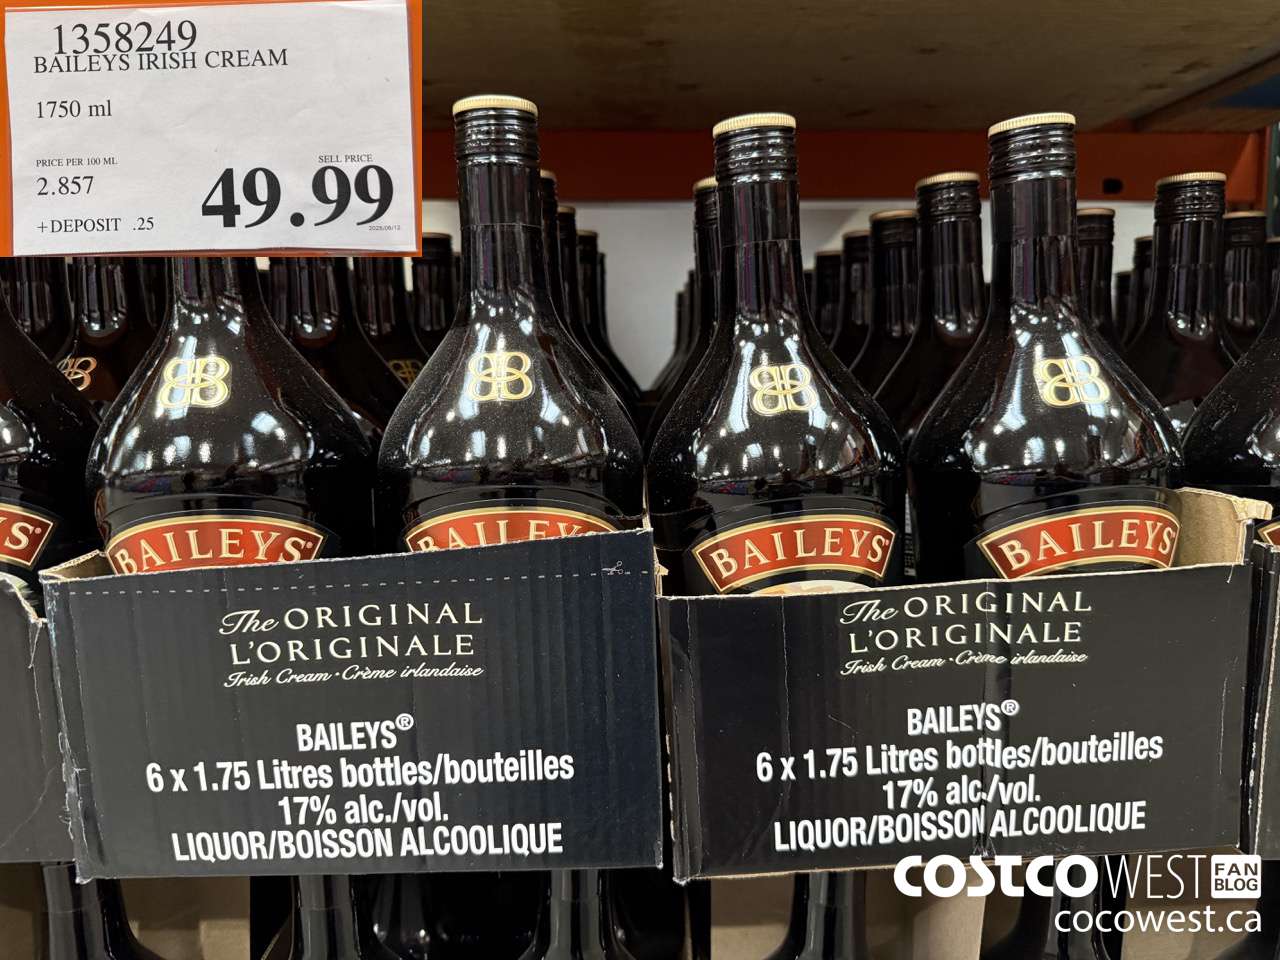 1358249
BAILEYS IRISH CREAM
1750 ml
PRICE PER 100 ML
SELL PRICE
2.857
49.99
+DEPOSIT .25
S®
BAILEYS®
BAILEYS
BAILEYS®
BAILEYS
The ORIGINAL
L'ORIGINALE
Irish Cream · Crème irlandaise
BAILEYS®
6 x 1.75 Litres bottles/bouteilles
17% alc./vol.
LIQUOR/BOISSON ALCOOLIQUE
The ORIGINAL
L'ORIGINALE
Irish Cream · Crème irlandaise
BAILEYS®
6 x 1.75 Litres bottles/bouteilles
17% alc./vol.
LIQUOR/BOISSON ALCOOLIQUE
COSTCO WEST FAN BLOG
cocowest.ca